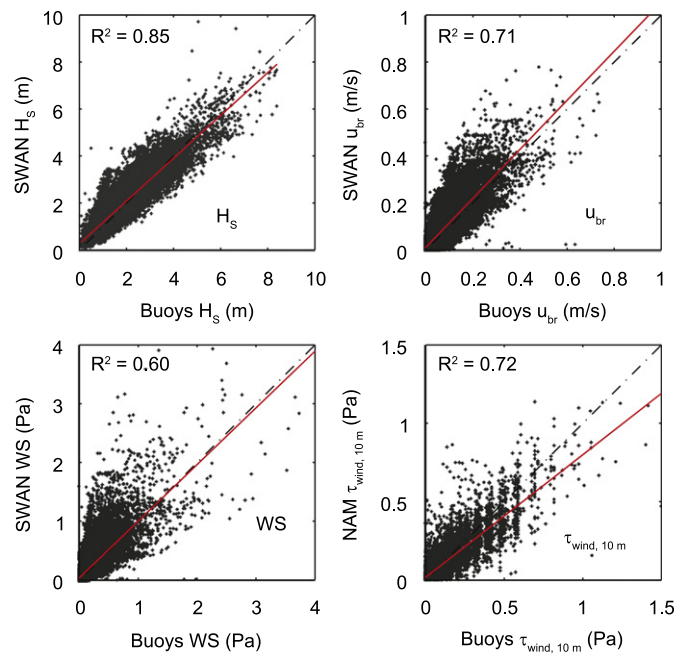 R² = 0.85
SWAN Hₛ (m)
10
8
6
4
2
0
Hₛ
0 2 4 6 8 10
Buoys Hₛ (m)
R² = 0.71
SWAN u_br (m/s)
1
0.8
0.6
0.4
0.2
0
u_br
0 0.2 0.4 0.6 0.8 1
Buoys u_br (m/s)
R² = 0.60
SWAN WS (Pa)
4
3
2
1
0
WS
0 1 2 3 4
Buoys WS (Pa)
R² = 0.72
NAM τ_wind, 10 m (Pa)
1.5
1
0.5
0
τ_wind, 10 m
0 0.5 1 1.5
Buoys τ_wind, 10 m (Pa)